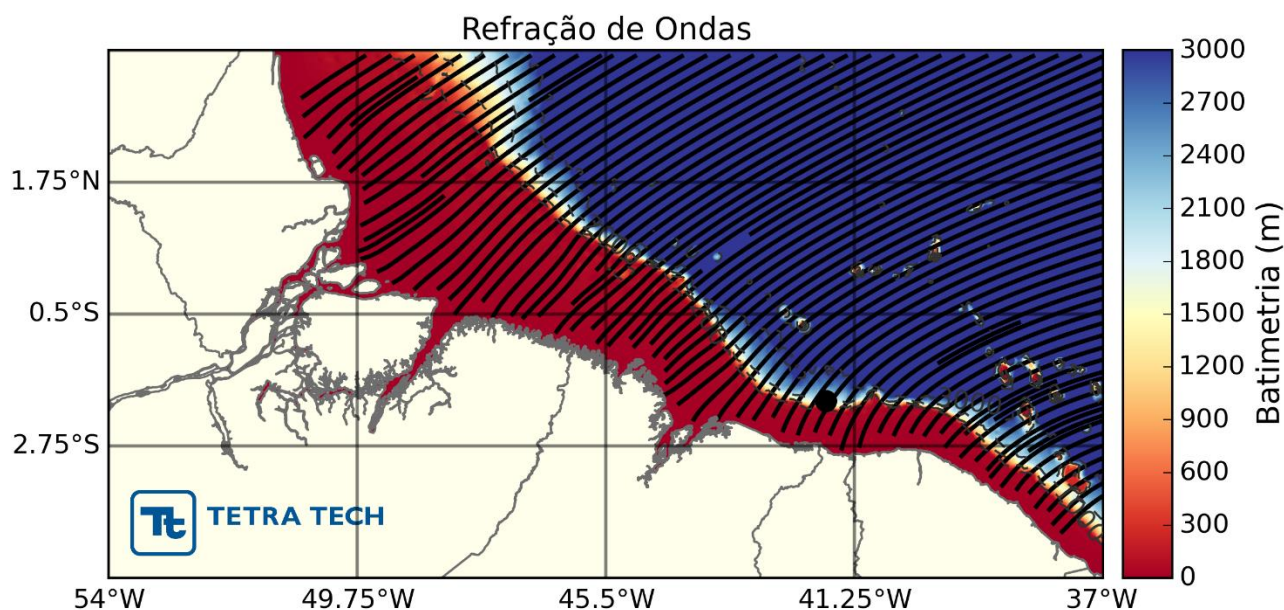 Refração de Ondas
1.75°N
0.5°S
2.75°S
54°W
49.75°W
45.5°W
41.25°W
37°W
Tt TETRA TECH
3000
2700
2400
2100
1800
1500
1200
900
600
300
0
Batimetria (m)